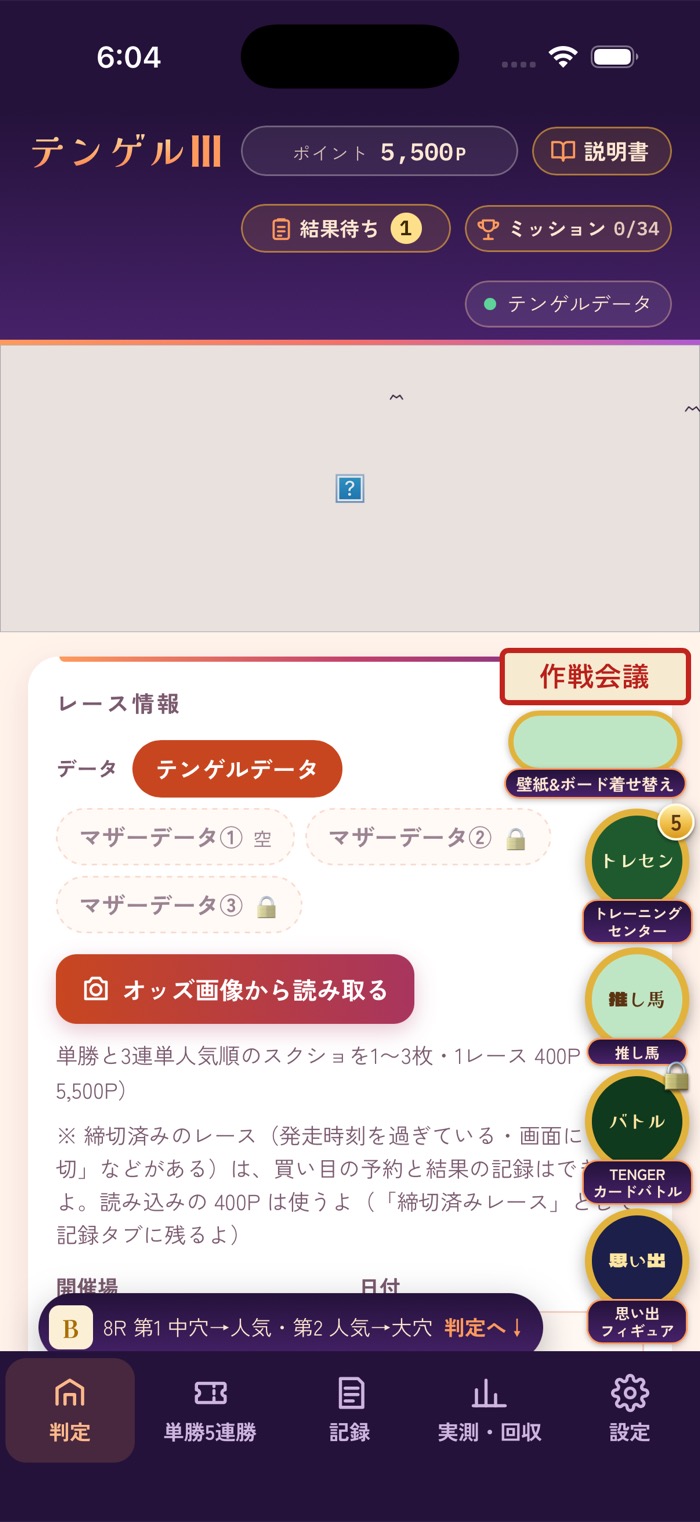 6:04
テンゲルIII
ポイント 5,500P
説明書
結果待ち 1
ミッション 0/34
テンゲルデータ
作戦会議
レース情報
壁紙&ボード着せ替え
データ テンゲルデータ
マザーデータ① 空
マザーデータ②
マザーデータ③
5
トレセン
トレーニング
センター
オッズ画像から読み取る
推し馬
推し馬
単勝と3連単人気順のスクショを1〜3枚・1レース 400P
5,500P）
バトル
TENGER
カードバトル
※ 締切済みのレース（発走時刻を過ぎている・画面に
切」などがある）は、買い目の予約と結果の記録はでき
よ。読み込みの 400P は使うよ（「締切済みレース」として
記録タブに残るよ）
思い出
思い出
フィギュア
開催場
日付
B 8R 第1 中穴→人気・第2 人気→大穴 判定へ↓
判定
単勝5連勝
記録
実測・回収
設定